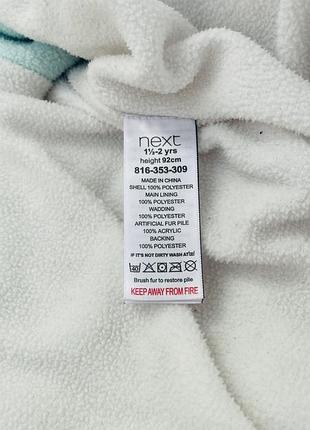 next
1½-2 yrs
height 92cm
816-353-309
MADE IN CHINA
SHELL 100% POLYESTER
MAIN LINING
100% POLYESTER
WADDING
100% POLYESTER
ARTIFICIAL FUR PILE
100% ACRYLIC
BACKING
100% POLYESTER
IF IT'S NOT DIRTY WASH AT
Brush fur to restore pile
KEEP AWAY FROM FIRE